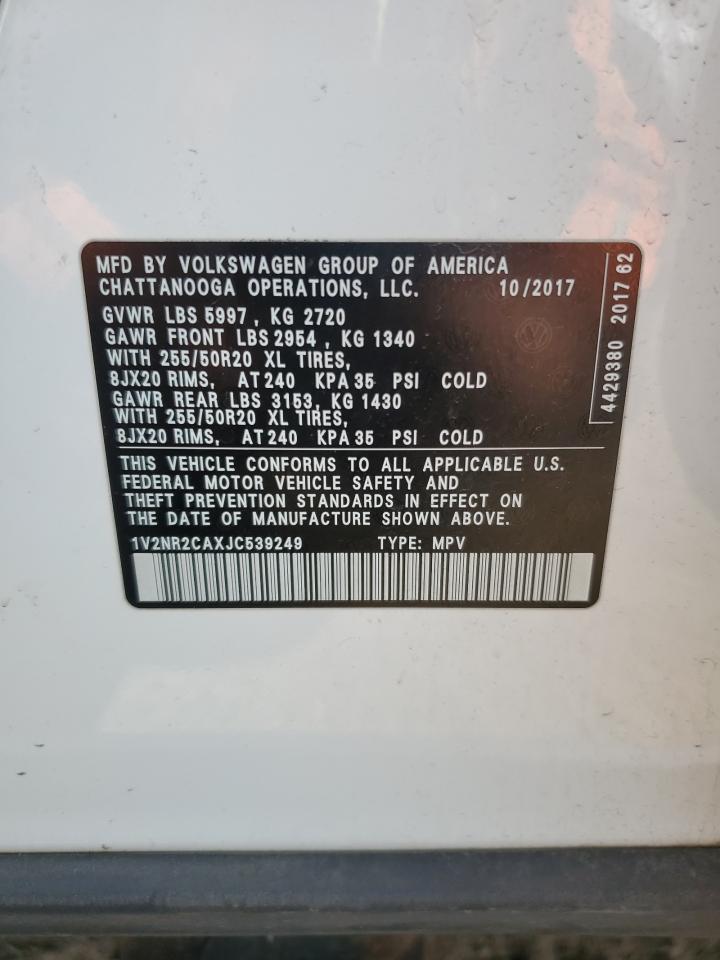 MFD BY VOLKSWAGEN GROUP OF AMERICA
CHATTANOOGA OPERATIONS, LLC. 10/2017
GVWR LBS 5997 , KG 2720
GAWR FRONT LBS 2954 , KG 1340
WITH 255/50R20 XL TIRES,
8JX20 RIMS, AT 240 KPA 35 PSI COLD
GAWR REAR LBS 3153, KG 1430
WITH 255/50R20 XL TIRES,
8JX20 RIMS, AT 240 KPA 35 PSI COLD
THIS VEHICLE CONFORMS TO ALL APPLICABLE U.S.
FEDERAL MOTOR VEHICLE SAFETY AND
THEFT PREVENTION STANDARDS IN EFFECT ON
THE DATE OF MANUFACTURE SHOWN ABOVE.
1V2NR2CAXJC539249 TYPE: MPV
4429380 2017 62